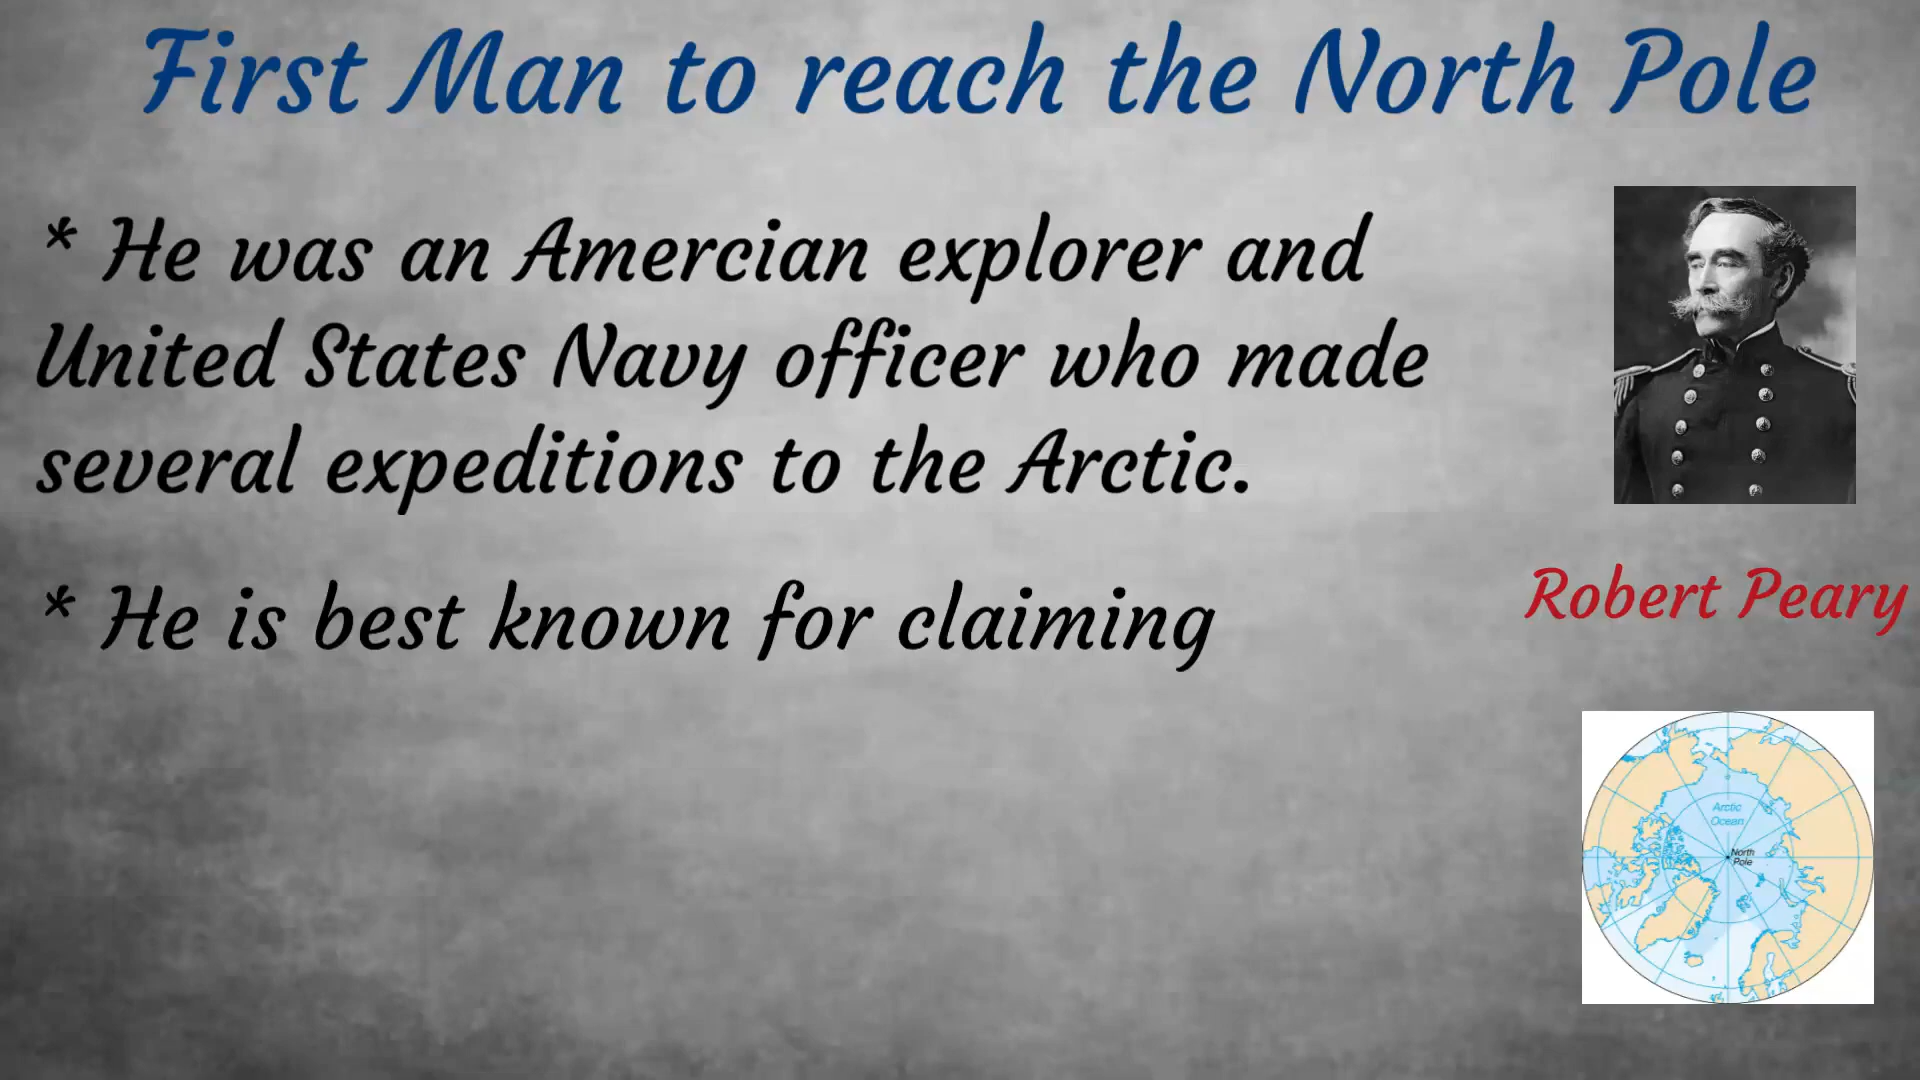 First Man to reach the North Pole
* He was an Amercian explorer and
United States Navy officer who made
several expeditions to the Arctic.
* He is best known for claiming
Robert Peary
Arctic
Ocean
North
Pole